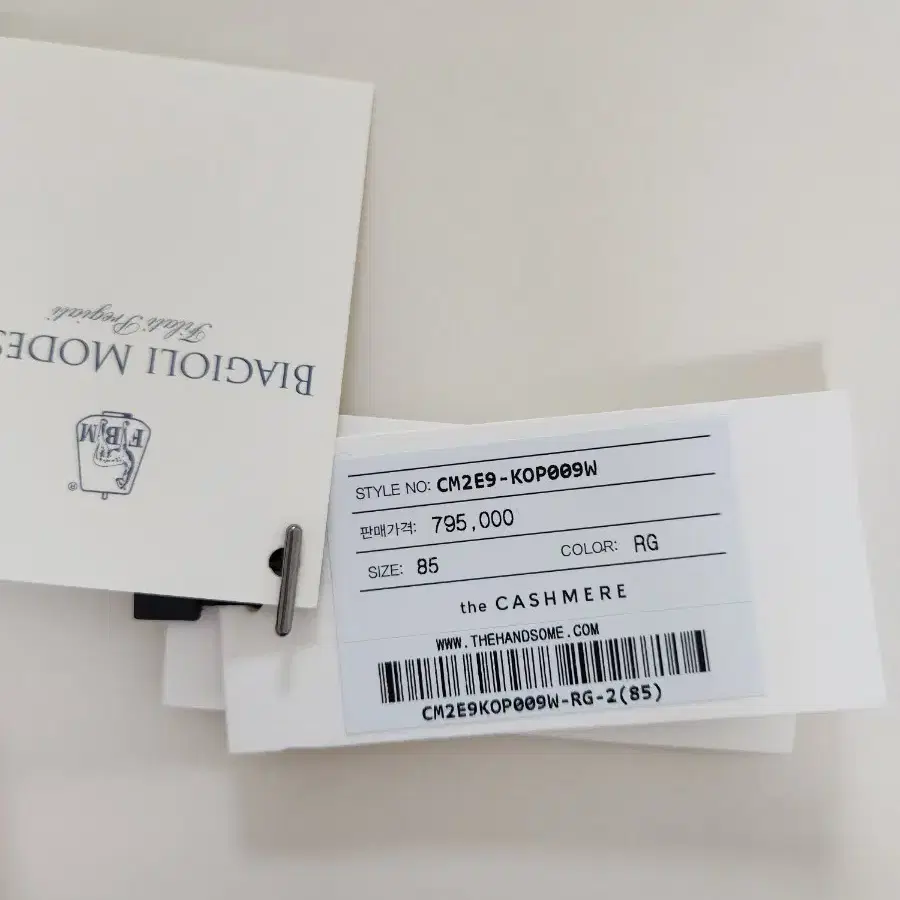 Filati Pregiati
BIAGIOLI MODES
FBM
®
STYLE NO: CM2E9-KOP009W
판매가격: 795,000
SIZE: 85 COLOR: RG
the CASHMERE
WWW.THEHANDSOME.COM
CM2E9KOP009W-RG-2(85)